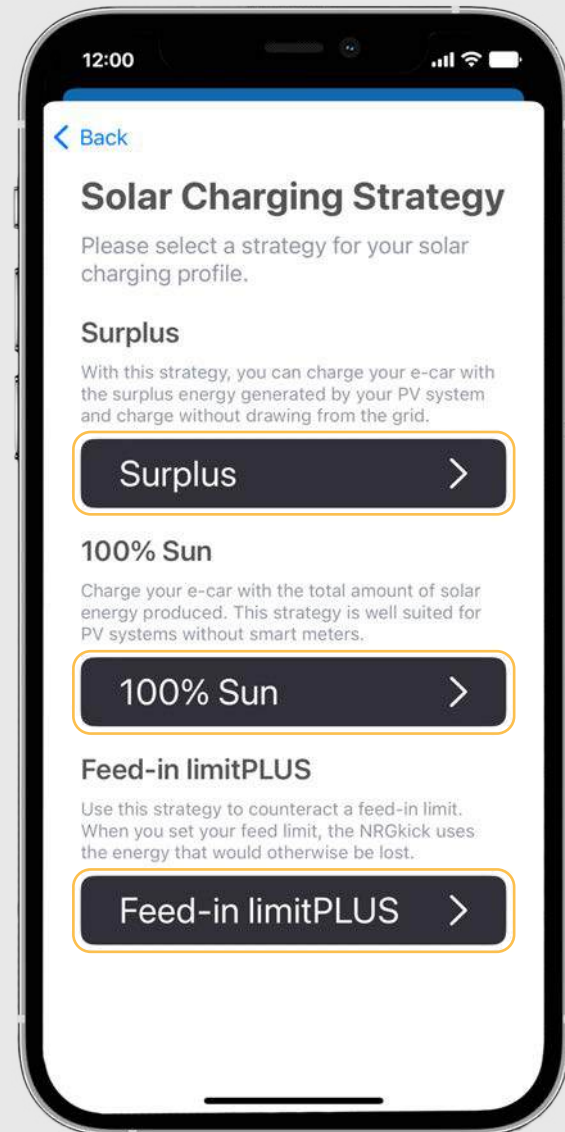 12:00
Back
Solar Charging Strategy
Please select a strategy for your solar
charging profile.
Surplus
With this strategy, you can charge your e-car with
the surplus energy generated by your PV system
and charge without drawing from the grid.
Surplus
100% Sun
Charge your e-car with the total amount of solar
energy produced. This strategy is well suited for
PV systems without smart meters.
100% Sun
Feed-in limitPLUS
Use this strategy to counteract a feed-in limit.
When you set your feed limit, the NRGkick uses
the energy that would otherwise be lost.
Feed-in limitPLUS